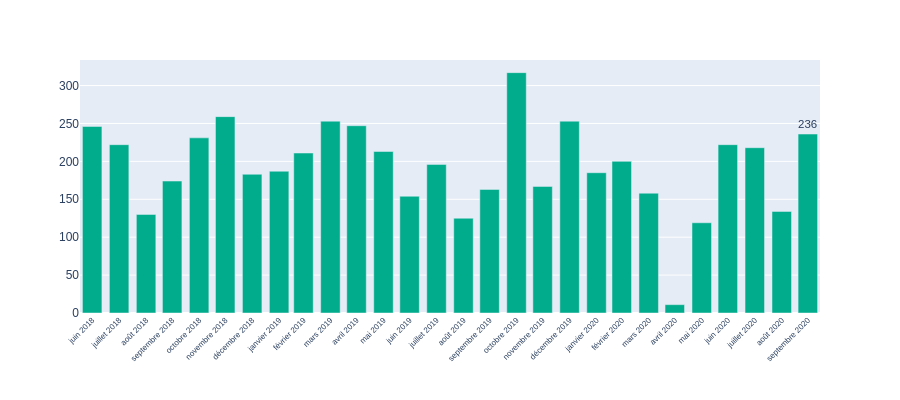 300
250
200
150
100
50
0
236
juin 2018
juillet 2018
août 2018
septembre 2018
octobre 2018
novembre 2018
décembre 2018
janvier 2019
février 2019
mars 2019
avril 2019
mai 2019
juin 2019
juillet 2019
août 2019
septembre 2019
octobre 2019
novembre 2019
décembre 2019
janvier 2020
février 2020
mars 2020
avril 2020
mai 2020
juin 2020
juillet 2020
août 2020
septembre 2020